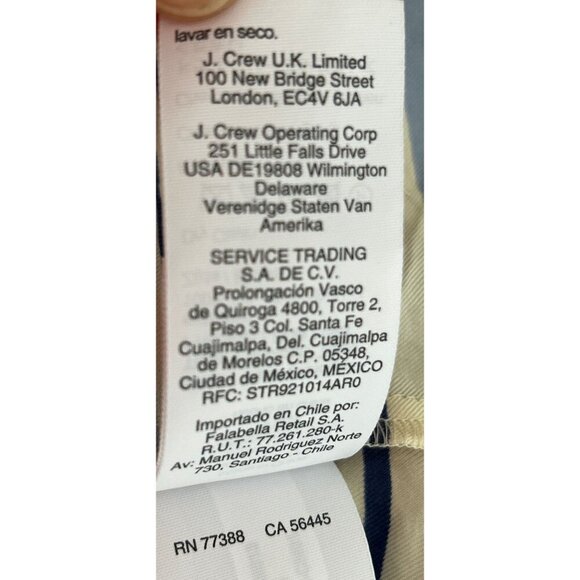 lavar en seco.
J. Crew U.K. Limited
100 New Bridge Street
London, EC4V 6JA
J. Crew Operating Corp
251 Little Falls Drive
USA DE19808 Wilmington
Delaware
Verenidge Staten Van
Amerika
SERVICE TRADING
S.A. DE C.V.
Prolongación Vasco
de Quiroga 4800, Torre 2,
Piso 3 Col. Santa Fe
Cuajimalpa, Del. Cuajimalpa
de Morelos C.P. 05348,
Ciudad de México, MÉXICO
RFC: STR921014AR0
Importado en Chile por:
Falabella Retail S.A.
R.U.T.: 77.261.280-k
Av: Manuel Rodriguez Norte
730, Santiago - Chile
RN 77388 CA 56445